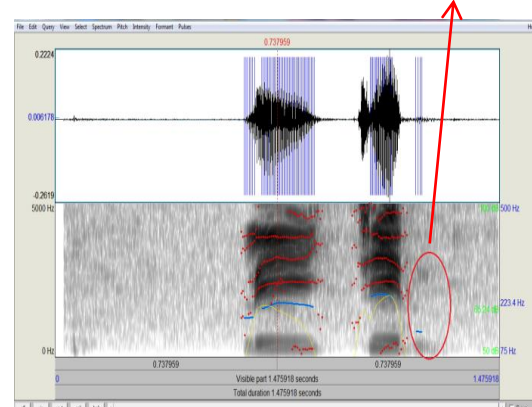 File Edit Query View Select Spectrum Pitch Intensity Formant Pulses
0.737959
0.2224
0.006178
-0.2619
5000 Hz
500 Hz
223.4 Hz
0 Hz
75 Hz
0.737959 0.737959
0 Visible part 1.475918 seconds 1.475918
Total duration 1.475918 seconds